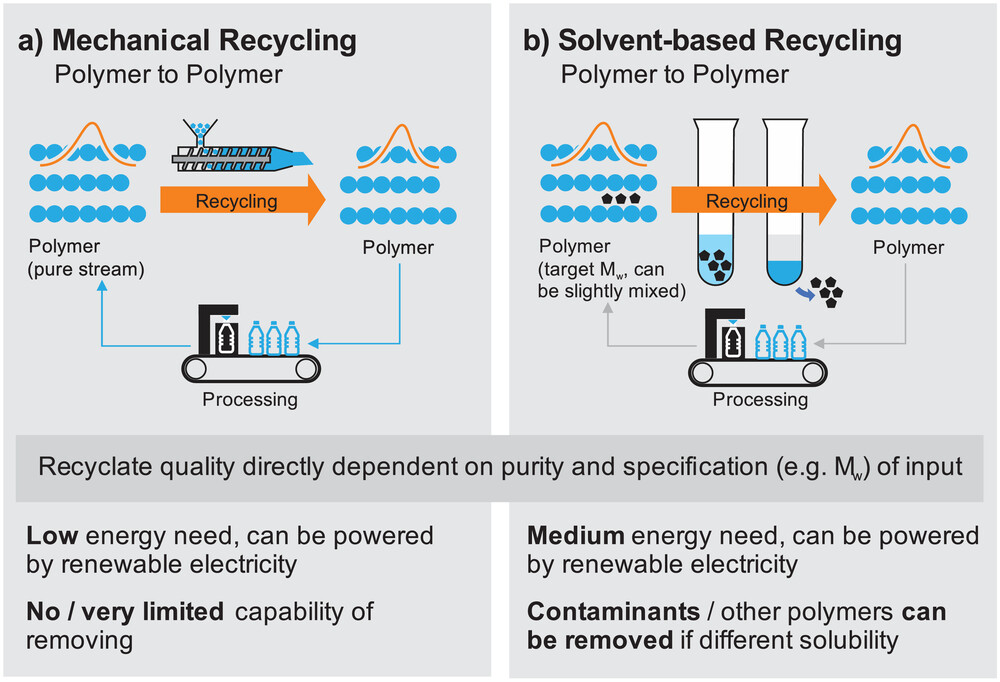 a) Mechanical Recycling
Polymer to Polymer
Recycling
Polymer
(pure stream)
Polymer
Processing
b) Solvent-based Recycling
Polymer to Polymer
Recycling
Polymer
(target Mw, can
be slightly mixed)
Polymer
Processing
Recyclate quality directly dependent on purity and specification (e.g. Mw) of input
Low energy need, can be powered
by renewable electricity
No / very limited capability of
removing
Medium energy need, can be powered
by renewable electricity
Contaminants / other polymers can
be removed if different solubility